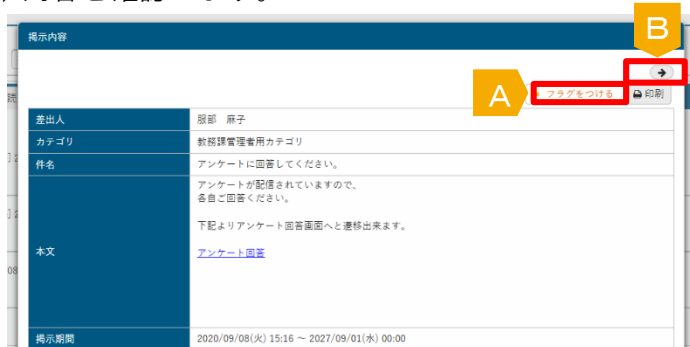 掲示内容
B
A
フラグをつける 印刷
差出人 服部 麻子
カテゴリ 教務課管理者用カテゴリ
件名 アンケートに回答してください。
アンケートが配信されていますので、
各自ご回答ください。
下記よりアンケート回答画面へと遷移出来ます。
本文 アンケート回答
掲示期間 2020/09/08(火) 15:16 ～ 2027/09/01(水) 00:00